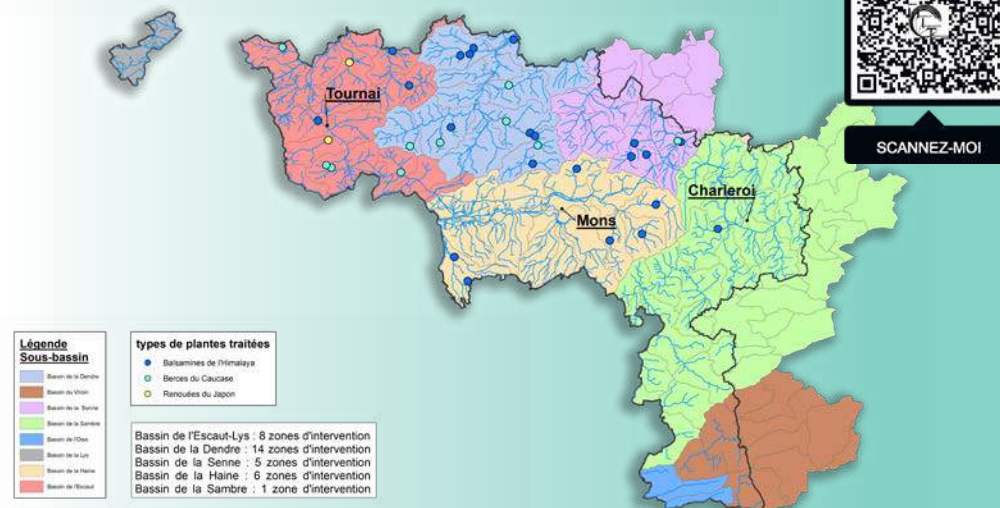 SCANNEZ-MOI
Tournai
Charleroi
Mons
Légende
Sous-bassin
Bassin de la Dendre
Bassin du Viroin
Bassin de la Senne
Bassin de la Sambre
Bassin de l'Oise
Bassin de la Lys
Bassin de la Haine
Bassin de l'Escaut
types de plantes traitées
Balsamines de l'Himalaya
Berces du Caucase
Renouées du Japon
Bassin de l'Escaut-Lys : 8 zones d'intervention
Bassin de la Dendre : 14 zones d'intervention
Bassin de la Senne : 5 zones d'intervention
Bassin de la Haine : 6 zones d'intervention
Bassin de la Sambre : 1 zone d'intervention